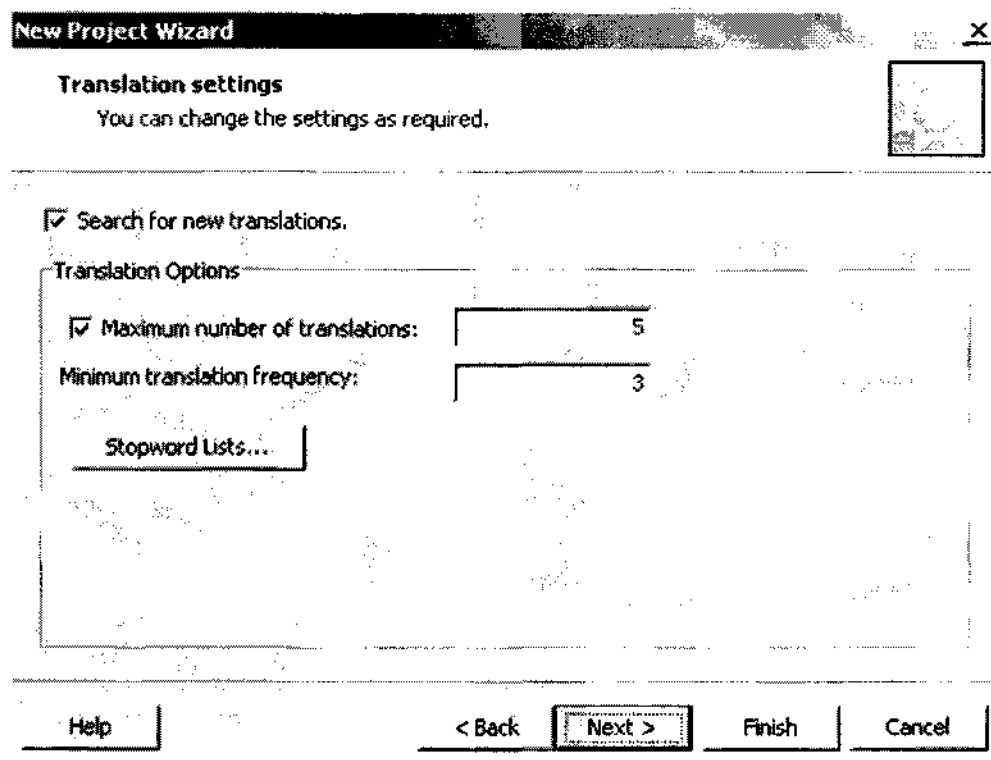 New Project Wizard
Translation settings
You can change the settings as required.
Search for new translations.
Translation Options
Maximum number of translations: 5
Minimum translation frequency: 3
Stopword Lists...
Help < Back Next > Finish Cancel